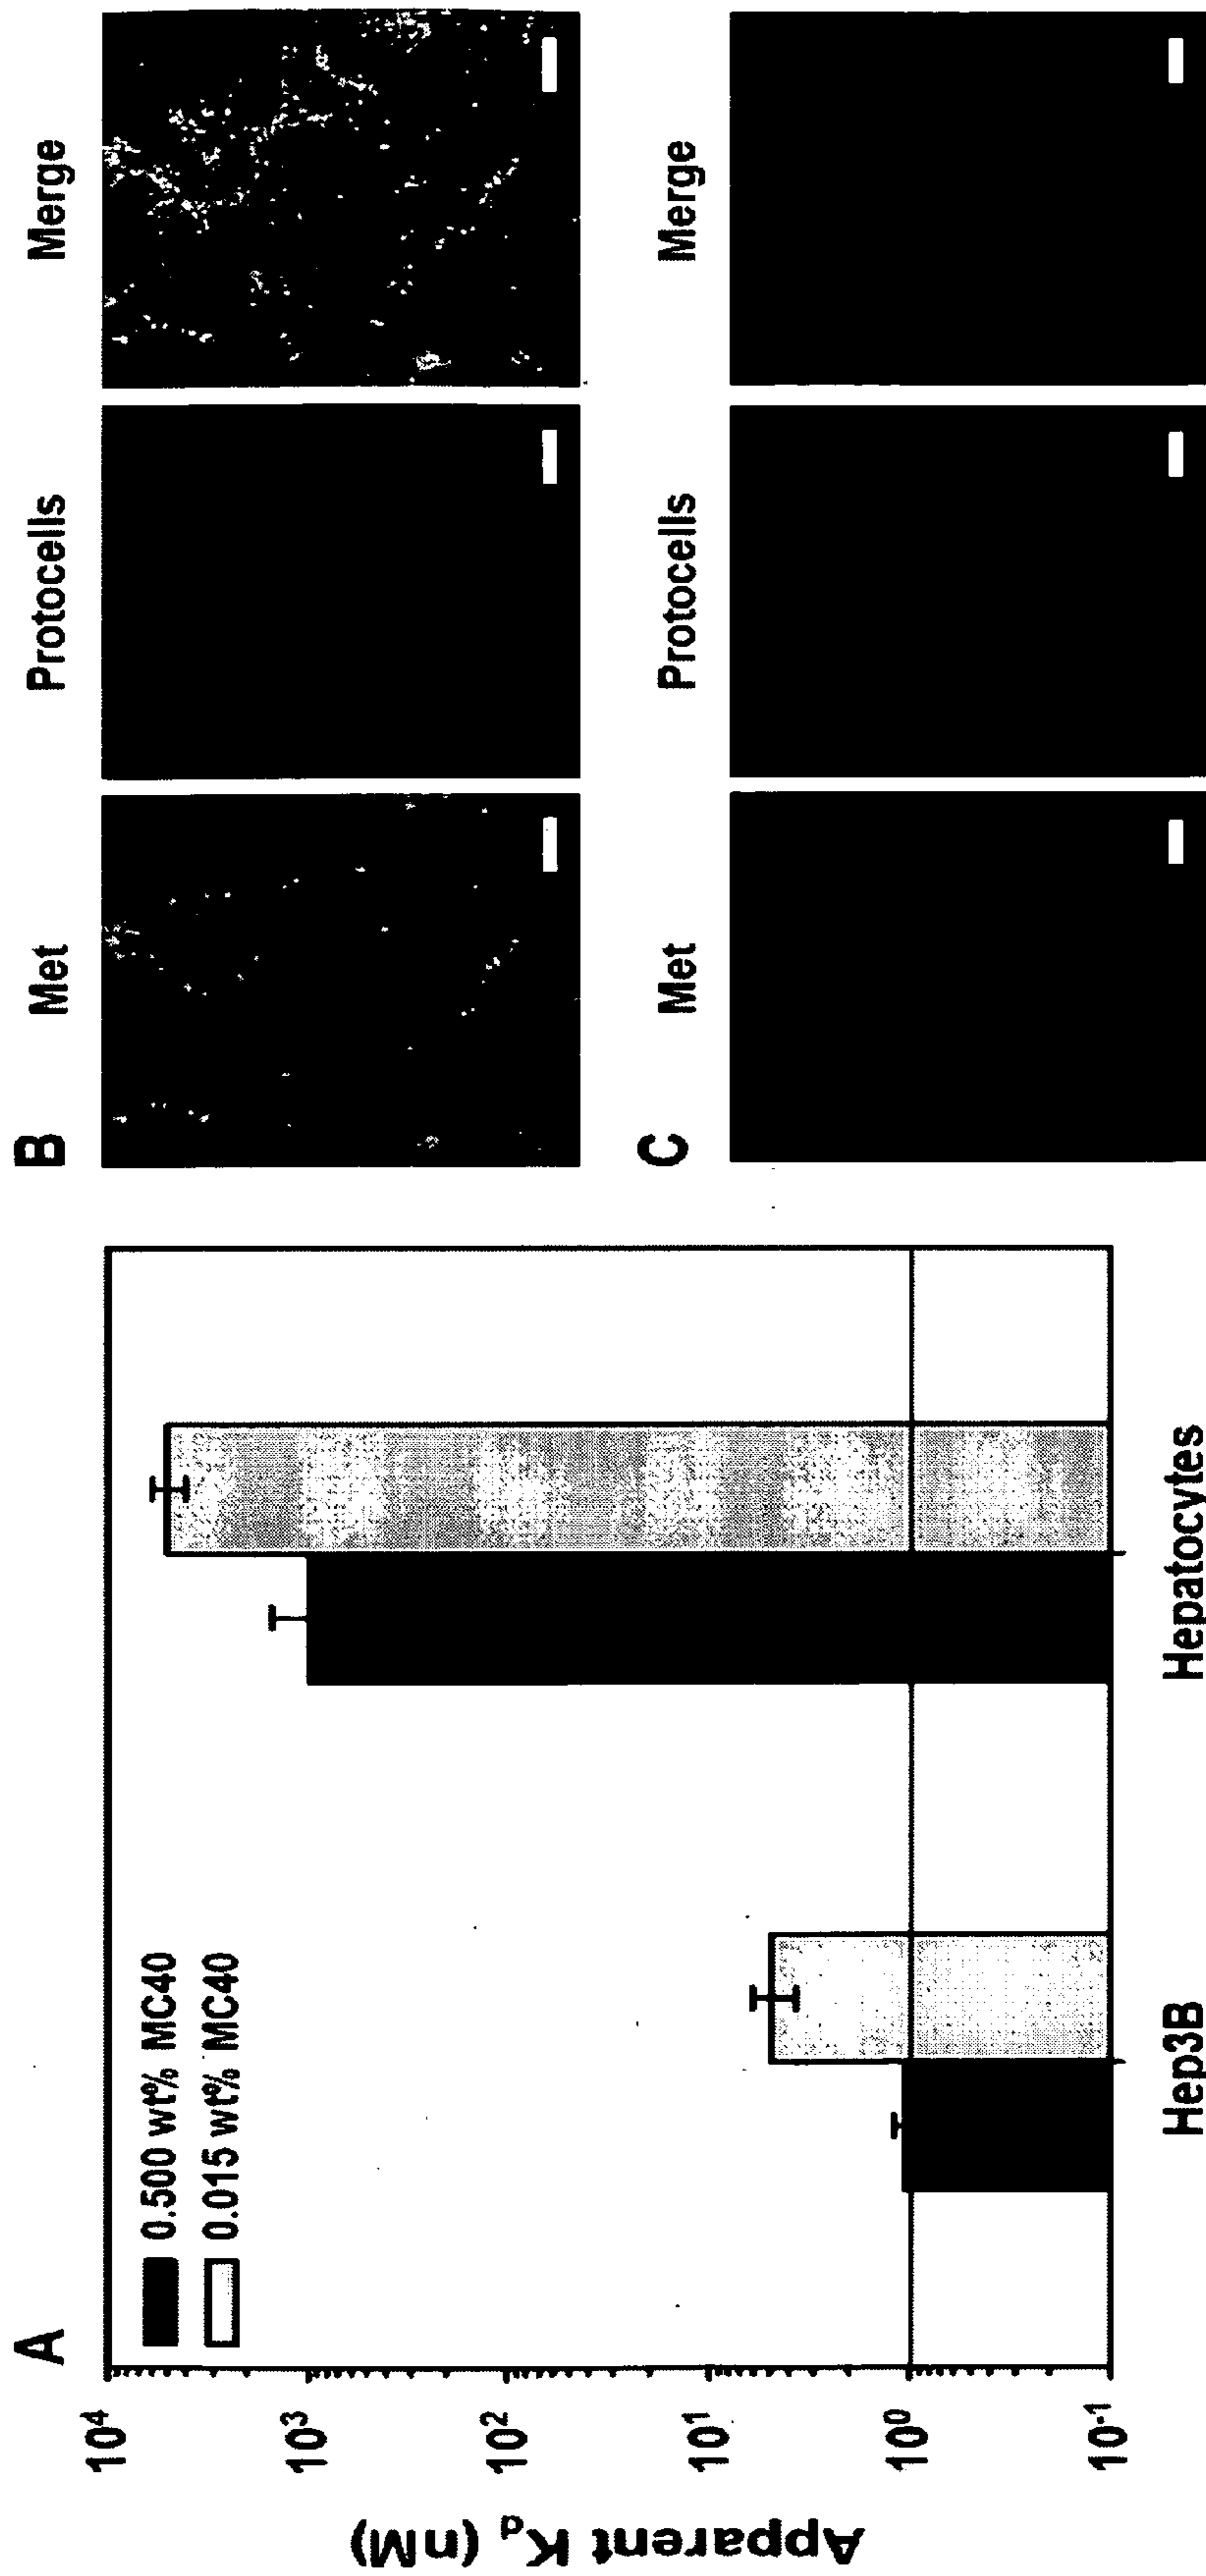 A
0.500 wt% MC40
0.015 wt% MC40
Apparent Kd (nM)
10⁴
10³
10²
10¹
10⁰
10⁻¹
Hep3B
Hepatocytes
B
Met
Protocells
Merge
C
Met
Protocells
Merge